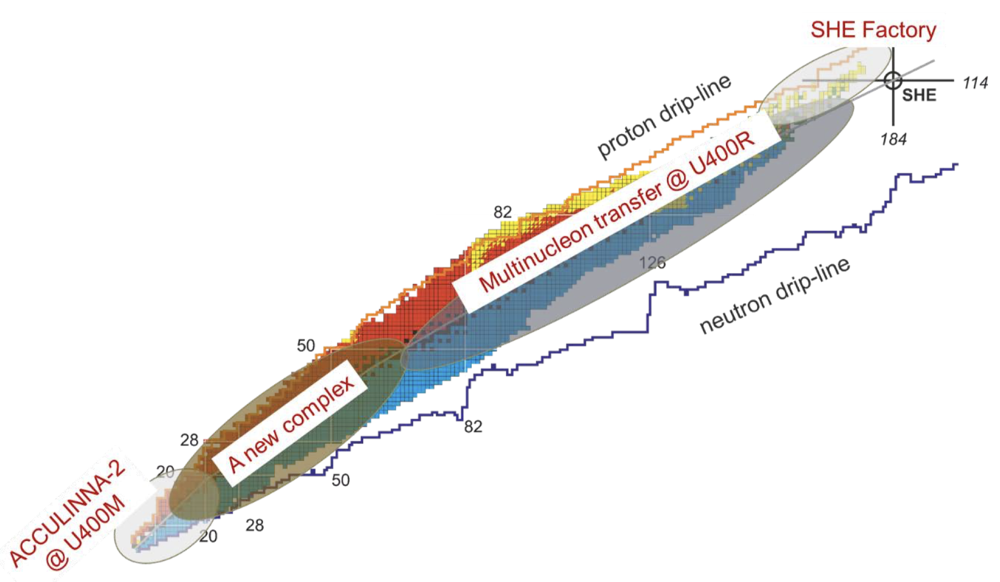 SHE Factory
114
SHE
184
proton drip-line
Multinucleon transfer @ U400R
82
126
neutron drip-line
50
A new complex
82
28
50
20
28
20
ACCULINNA-2
@ U400M